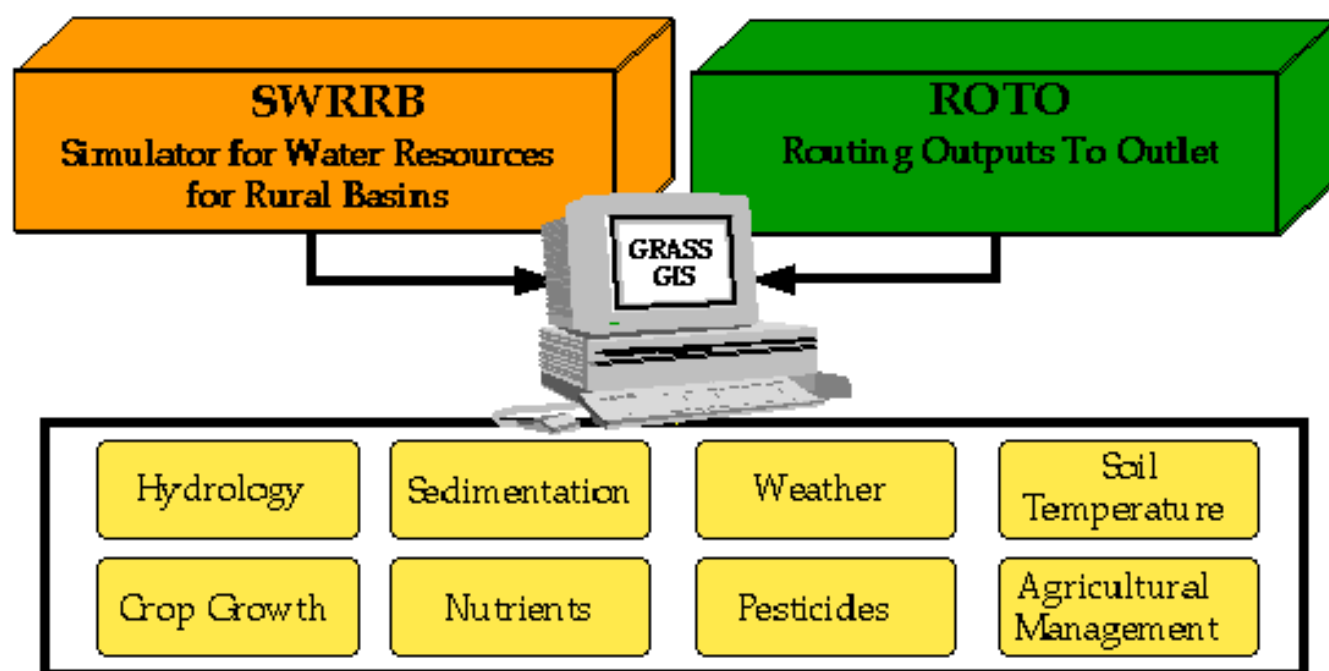 SWRRB
Simulator for Water Resources
for Rural Basins
ROTO
Routing Outputs To Outlet
GRASS
GIS
Hydrology
Sedimentation
Weather
Soil
Temperature
Crop Growth
Nutrients
Pesticides
Agricultural
Management